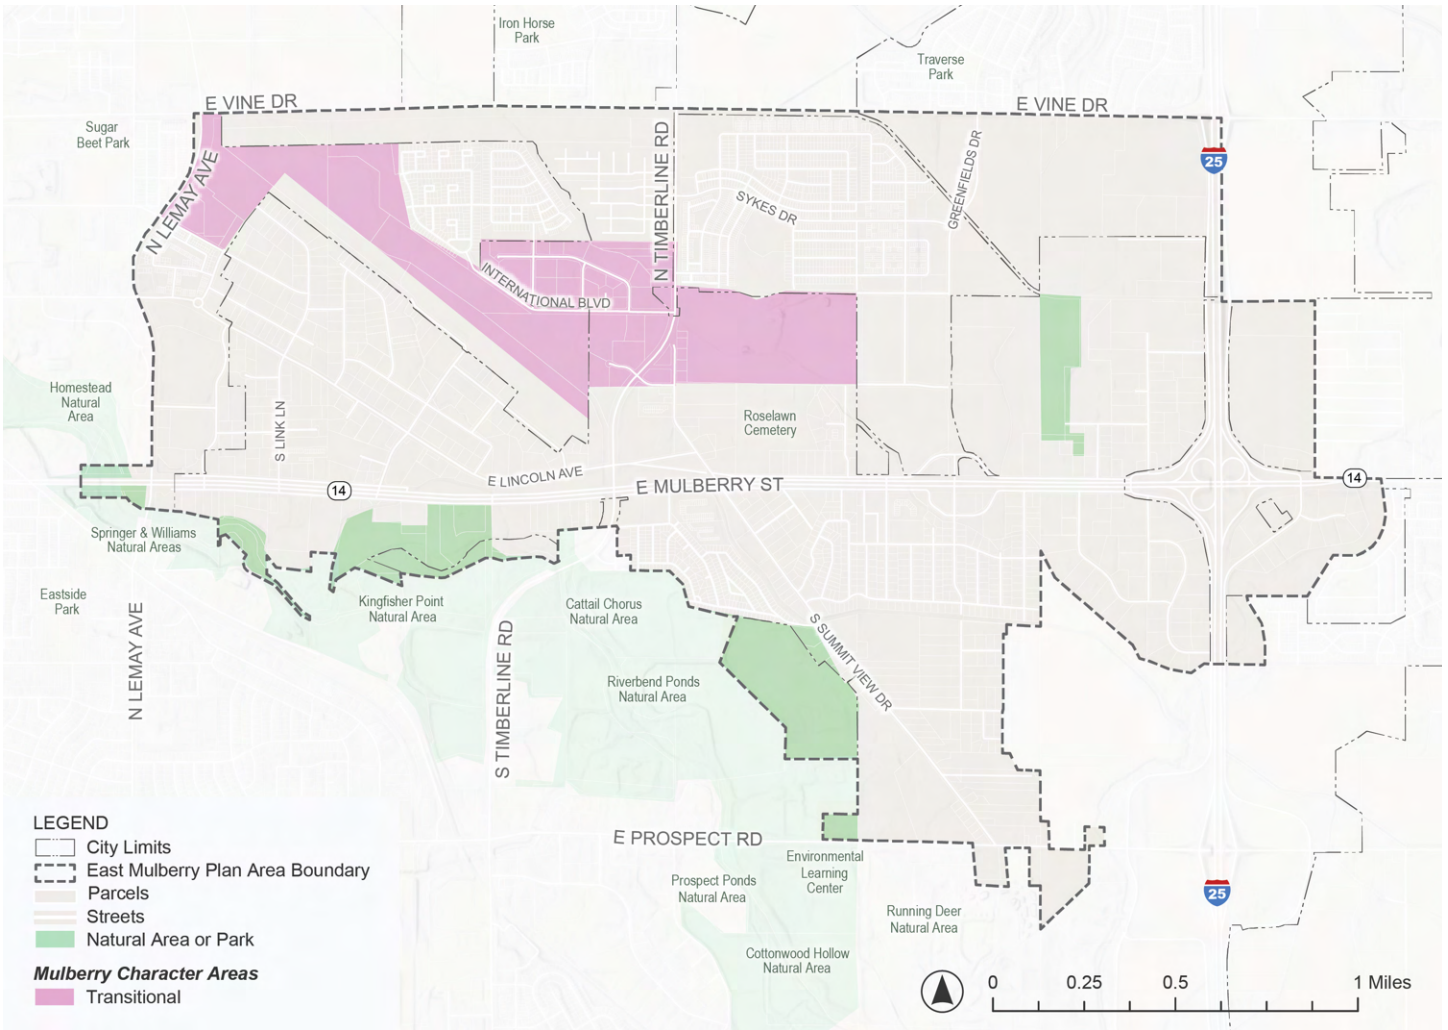 Iron Horse
Park
Traverse
Park
E VINE DR
E VINE DR
Sugar
Beet Park
N LEMAY AVE
N TIMBERLINE RD
GREENFIELDS DR
25
SYKES DR
INTERNATIONAL BLVD
Homestead
Natural
Area
S LINK LN
Roselawn
Cemetery
E LINCOLN AVE
14
E MULBERRY ST
14
Springer & Williams
Natural Areas
Eastside
Park
Kingfisher Point
Natural Area
Cattail Chorus
Natural Area
N LEMAY AVE
S TIMBERLINE RD
S SUMMIT VIEW DR
Riverbend Ponds
Natural Area
E PROSPECT RD
Environmental
Learning
Center
Prospect Ponds
Natural Area
Running Deer
Natural Area
25
Cottonwood Hollow
Natural Area
LEGEND
City Limits
East Mulberry Plan Area Boundary
Parcels
Streets
Natural Area or Park
Mulberry Character Areas
Transitional
0 0.25 0.5 1 Miles